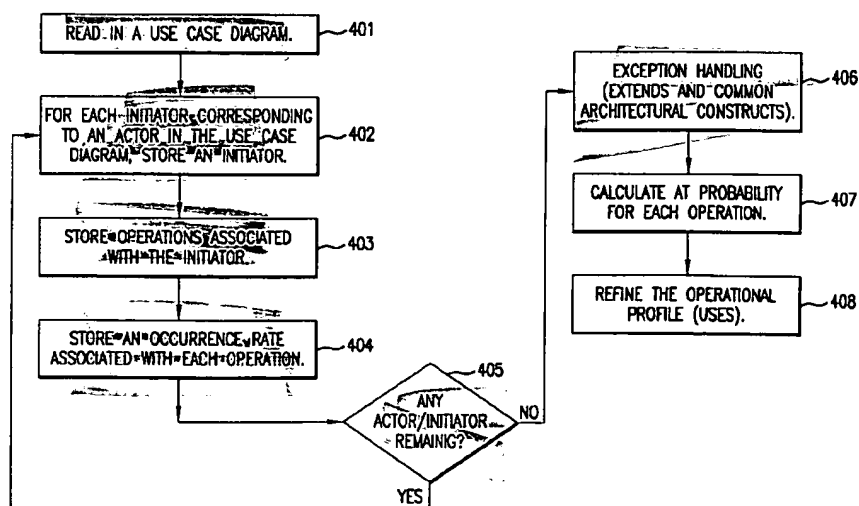 READ IN A USE CASE DIAGRAM.
401
FOR EACH INITIATOR CORRESPONDING
TO AN ACTOR IN THE USE CASE
DIAGRAM, STORE AN INITIATOR.
402
STORE OPERATIONS ASSOCIATED
WITH THE INITIATOR.
403
STORE AN OCCURRENCE RATE
ASSOCIATED WITH EACH OPERATION.
404
405
ANY
ACTOR/INITIATOR
REMAINIG?
NO
YES
EXCEPTION HANDLING
(EXTENDS AND COMMON
ARCHITECTURAL CONSTRUCTS).
406
CALCULATE AT PROBABILITY
FOR EACH OPERATION.
407
REFINE THE OPERATIONAL
PROFILE (USES).
408